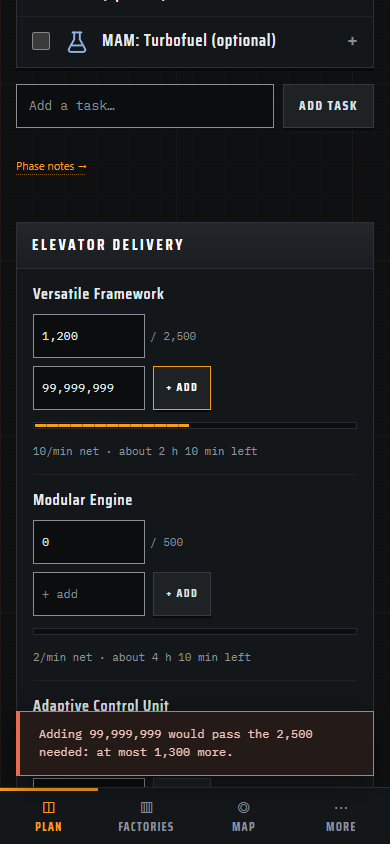 MAM: Turbofuel (optional) +
Add a task… ADD TASK
Phase notes →
ELEVATOR DELIVERY
Versatile Framework
1,200 / 2,500
99,999,999 + ADD
10/min net · about 2 h 10 min left
Modular Engine
0 / 500
+ add + ADD
2/min net · about 4 h 10 min left
Adaptive Control Unit
Adding 99,999,999 would pass the 2,500
needed: at most 1,300 more.
PLAN FACTORIES MAP MORE